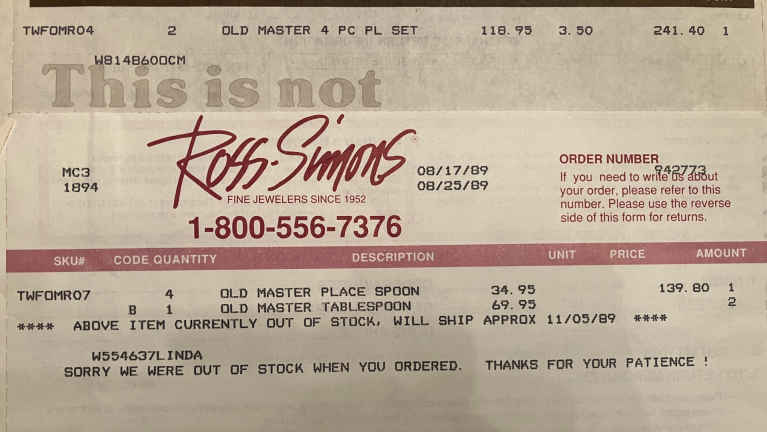 TWFOMR04 2 OLD MASTER 4 PC PL SET 118.95 3.50 241.40 1
W814860OCM
This is not
Ross-Simons
FINE JEWELERS SINCE 1952
1-800-556-7376
MC3 08/17/89
1894 08/25/89
ORDER NUMBER
942773
If you need to write us about
your order, please refer to this
number. Please use the reverse
side of this form for returns.
SKU# CODE QUANTITY DESCRIPTION UNIT PRICE AMOUNT
TWFOMR07 4 OLD MASTER PLACE SPOON 34.95 139.80 1
B 1 OLD MASTER TABLESPOON 69.95 2
**** ABOVE ITEM CURRENTLY OUT OF STOCK, WILL SHIP APPROX 11/05/89 ****
W554637LINDA
SORRY WE WERE OUT OF STOCK WHEN YOU ORDERED. THANKS FOR YOUR PATIENCE !